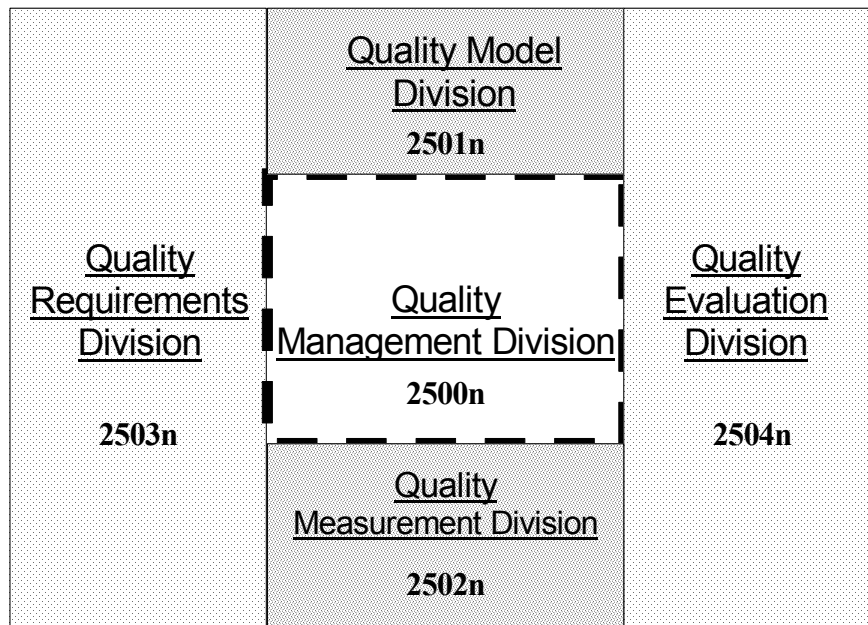 Quality Model
Division
2501n
Quality
Requirements
Division
2503n
Quality
Management Division
2500n
Quality
Evaluation
Division
2504n
Quality
Measurement Division
2502n